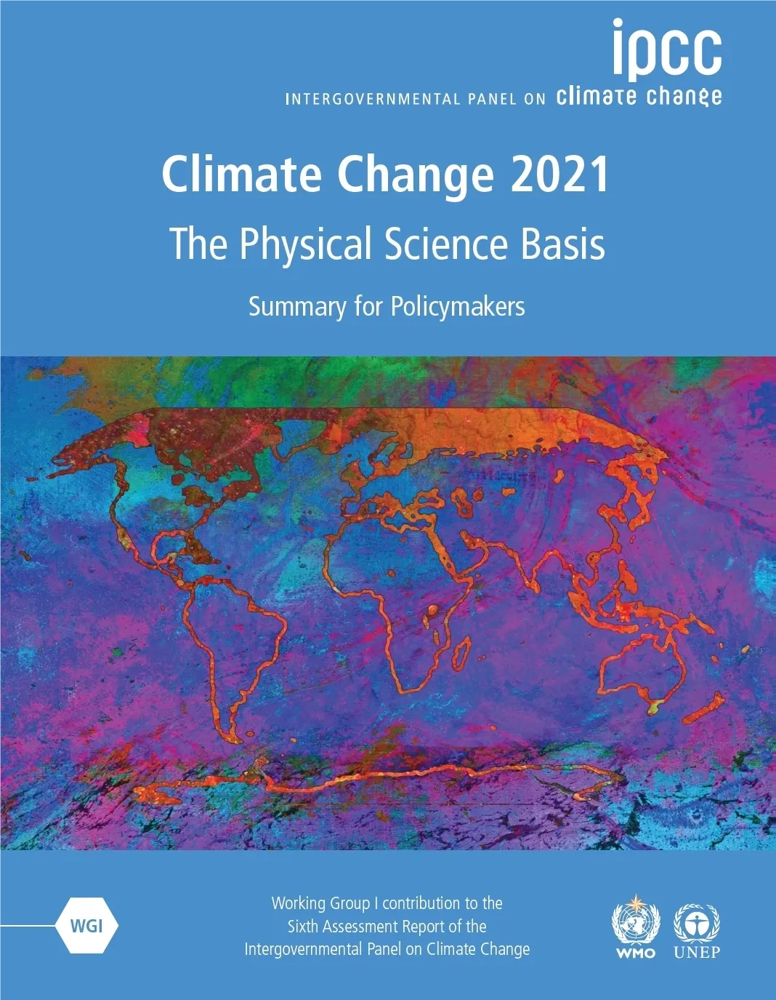 ipcc
INTERGOVERNMENTAL PANEL ON climate change
Climate Change 2021
The Physical Science Basis
Summary for Policymakers
WGI
Working Group I contribution to the
Sixth Assessment Report of the
Intergovernmental Panel on Climate Change
WMO
UNEP